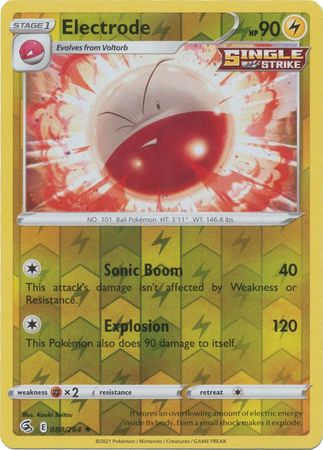 STAGE 1
Electrode
HP 90
Evolves from Voltorb
SINGLE
STRIKE
NO. 101 Ball Pokémon HT: 3'11" WT: 146.8 lbs.
Sonic Boom 40
This attack's damage isn't affected by Weakness or
Resistance.
Explosion 120
This Pokémon also does 90 damage to itself.
weakness ×2 resistance retreat
Illus. Kouki Saitou
E 088/264 ★
It stores an overflowing amount of electric energy
inside its body. Even a small shock makes it explode.
©2021 Pokémon / Nintendo / Creatures / GAME FREAK